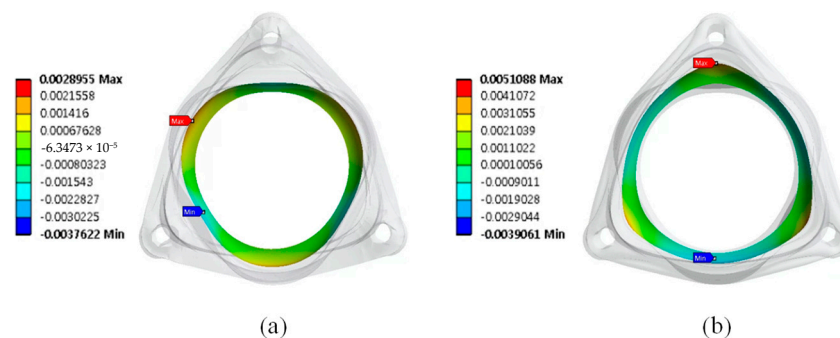 0.0028955 Max
0.0021558
0.001416
0.00067628
-6.3473 × 10⁻⁵
-0.00080323
-0.001543
-0.0022827
-0.0030225
-0.0037622 Min
Max
Min
(a)
0.0051088 Max
0.0041072
0.0031055
0.0021039
0.0011022
0.00010056
-0.0009011
-0.0019028
-0.0029044
-0.0039061 Min
Max
Min
(b)